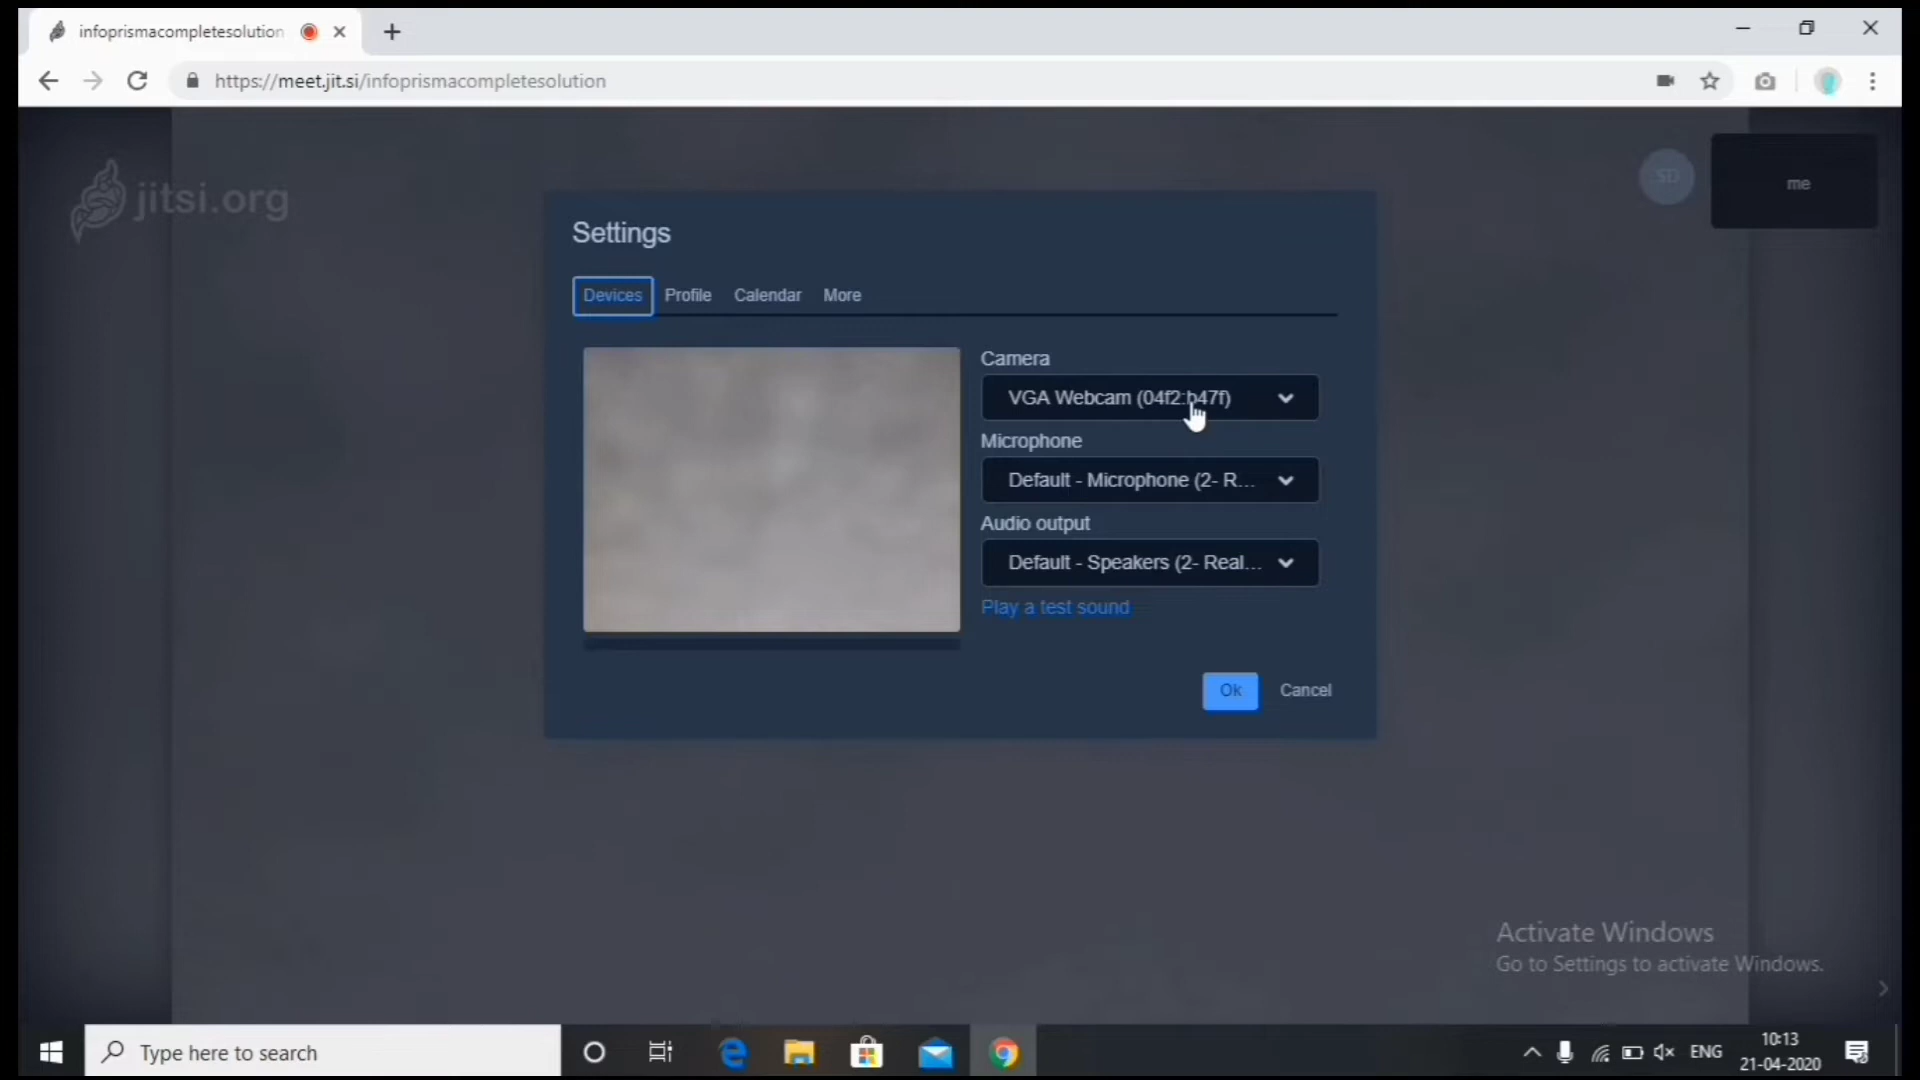 infoprismacompletesolution
https://meet.jit.si/infoprismacompletesolution
jitsi.org
SD
me
Settings
Devices Profile Calendar More
Camera
VGA Webcam (04f2:b47f)
Microphone
Default - Microphone (2- R...
Audio output
Default - Speakers (2- Real...
Play a test sound
Ok Cancel
Activate Windows
Go to Settings to activate Windows.
Type here to search
ENG
10:13
21-04-2020